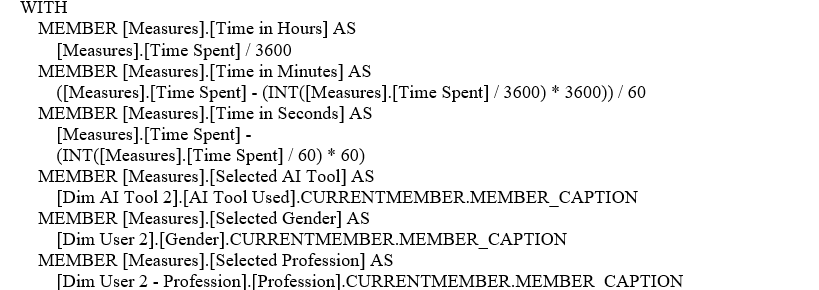 WITH
MEMBER [Measures].[Time in Hours] AS
[Measures].[Time Spent] / 3600
MEMBER [Measures].[Time in Minutes] AS
([Measures].[Time Spent] - (INT([Measures].[Time Spent] / 3600) * 3600)) / 60
MEMBER [Measures].[Time in Seconds] AS
[Measures].[Time Spent] -
(INT([Measures].[Time Spent] / 60) * 60)
MEMBER [Measures].[Selected AI Tool] AS
[Dim AI Tool 2].[AI Tool Used].CURRENTMEMBER.MEMBER_CAPTION
MEMBER [Measures].[Selected Gender] AS
[Dim User 2].[Gender].CURRENTMEMBER.MEMBER_CAPTION
MEMBER [Measures].[Selected Profession] AS
[Dim User 2 - Profession].[Profession].CURRENTMEMBER.MEMBER_CAPTION